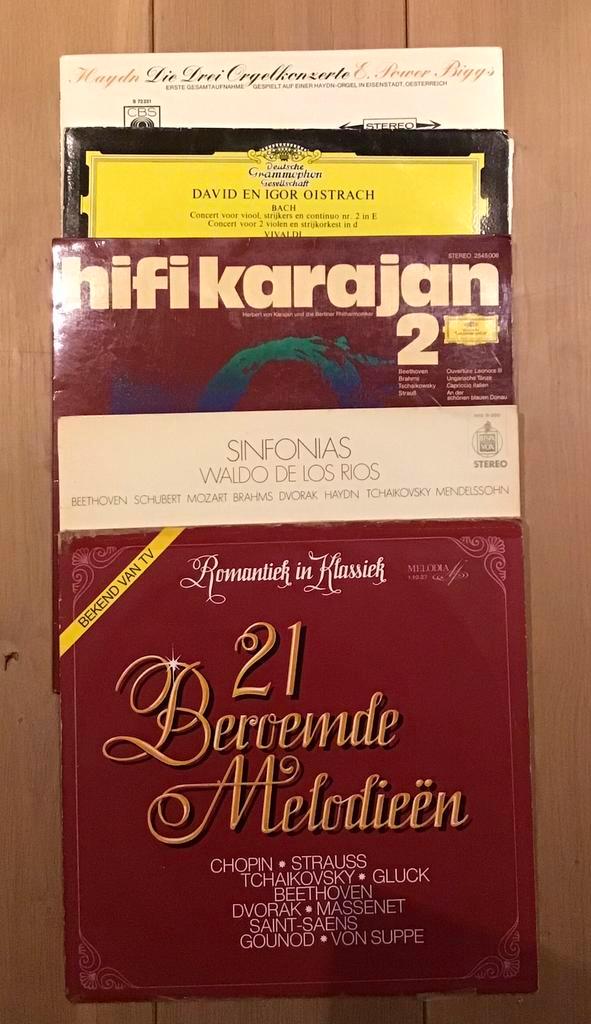 Haydn Die Drei Orgelkonzerte E. Power Biggs
ERSTE GESAMTAUFNAHME GESPIELT AUF EINER HAYDN-ORGEL IN EISENSTADT, OESTERREICH
S 72231
CBS
STEREO
Deutsche
Grammophon
Gesellschaft
DAVID EN IGOR OISTRACH
BACH
Concert voor viool, strijkers en continuo nr. 2 in E
Concert voor 2 violen en strijkorkest in d
VIVALDI
STEREO 2545006
hifi karajan
Herbert von Karajan und die Berliner Philharmoniker
2
Beethoven Ouvertüre Leonore III
Brahms Ungarische Tänze
Tschaikowsky Capriccio Italien
Strauß An der
schönen blauen Donau
SINFONIAS
WALDO DE LOS RIOS
HISPA
VOX
STEREO
BEETHOVEN SCHUBERT MOZART BRAHMS DVORAK HAYDN TCHAIKOVSKY MENDELSSOHN
BEKEND VAN TV
Romantiek in Klassiek
MELODIA
21
Beroemde
Melodieën
CHOPIN * STRAUSS
TCHAIKOVSKY * GLUCK
BEETHOVEN
DVORAK * MASSENET
SAINT-SAENS
GOUNOD * VON SUPPE